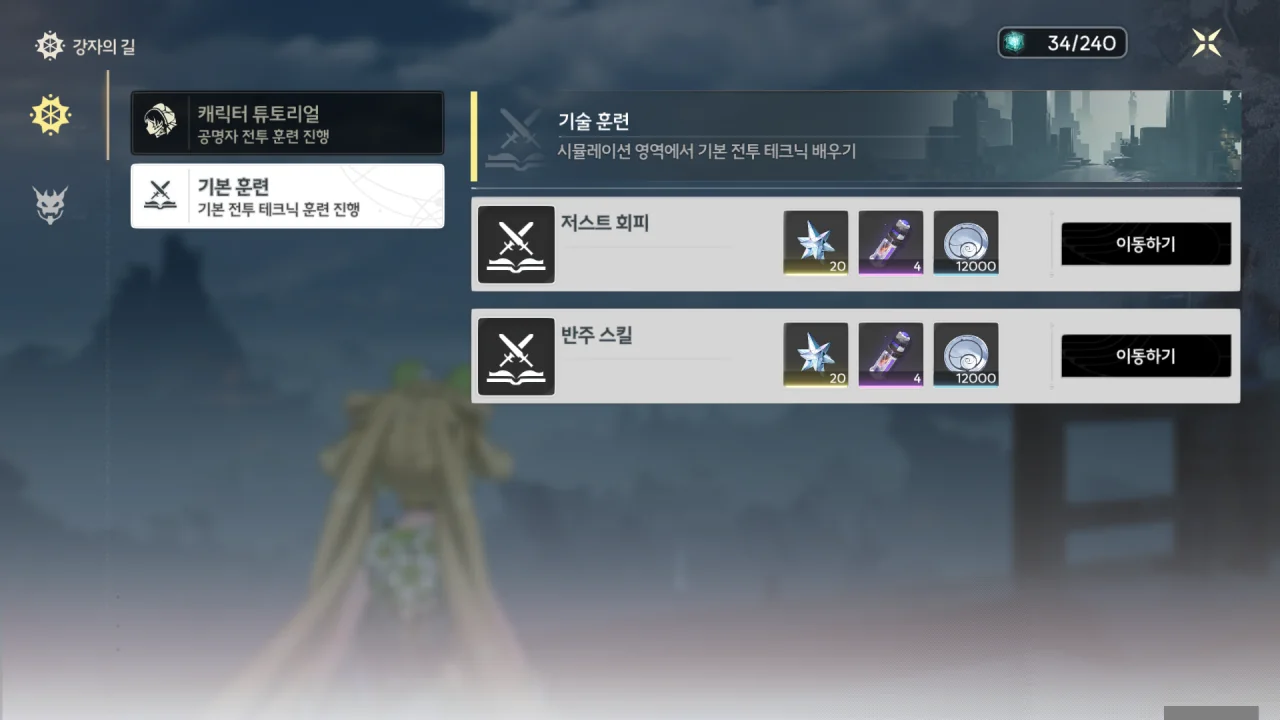 강자의 길
34/240
캐릭터 튜토리얼
공명자 전투 훈련 진행
기본 훈련
기본 전투 테크닉 훈련 진행
기술 훈련
시뮬레이션 영역에서 기본 전투 테크닉 배우기
저스트 회피
20
4
12000
이동하기
반주 스킬
20
4
12000
이동하기